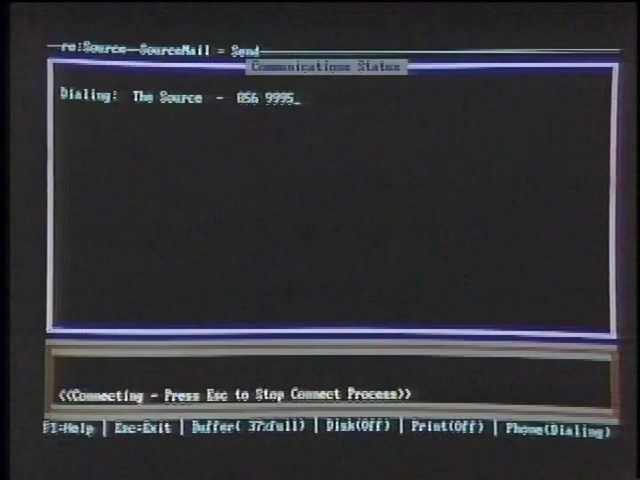 re:Source—SourceMail - Send
Communications Status
Dialing: The Source - 856 9995_
<<Connecting - Press Esc to Stop Connect Process>>
F1=Help | Esc=Exit | Buffer( 37%full) | Disk(Off) | Print(Off) | Phone(Dialing)